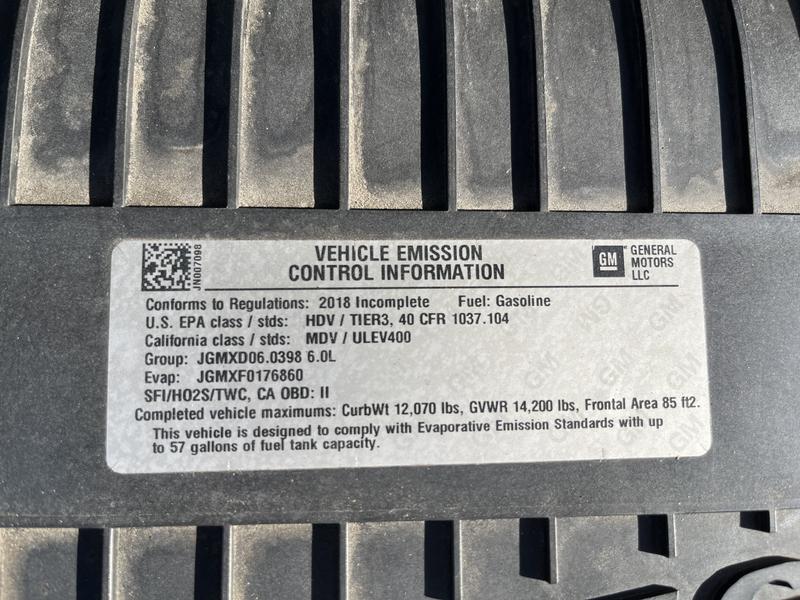 JN007098
VEHICLE EMISSION
CONTROL INFORMATION
GM
GENERAL
MOTORS
LLC
Conforms to Regulations: 2018 Incomplete Fuel: Gasoline
U.S. EPA class / stds: HDV / TIER3, 40 CFR 1037.104
California class / stds: MDV / ULEV400
Group: JGMXD06.0398 6.0L
Evap: JGMXF0176860
SFI/HO2S/TWC, CA OBD: II
Completed vehicle maximums: CurbWt 12,070 lbs, GVWR 14,200 lbs, Frontal Area 85 ft2.
This vehicle is designed to comply with Evaporative Emission Standards with up
to 57 gallons of fuel tank capacity.